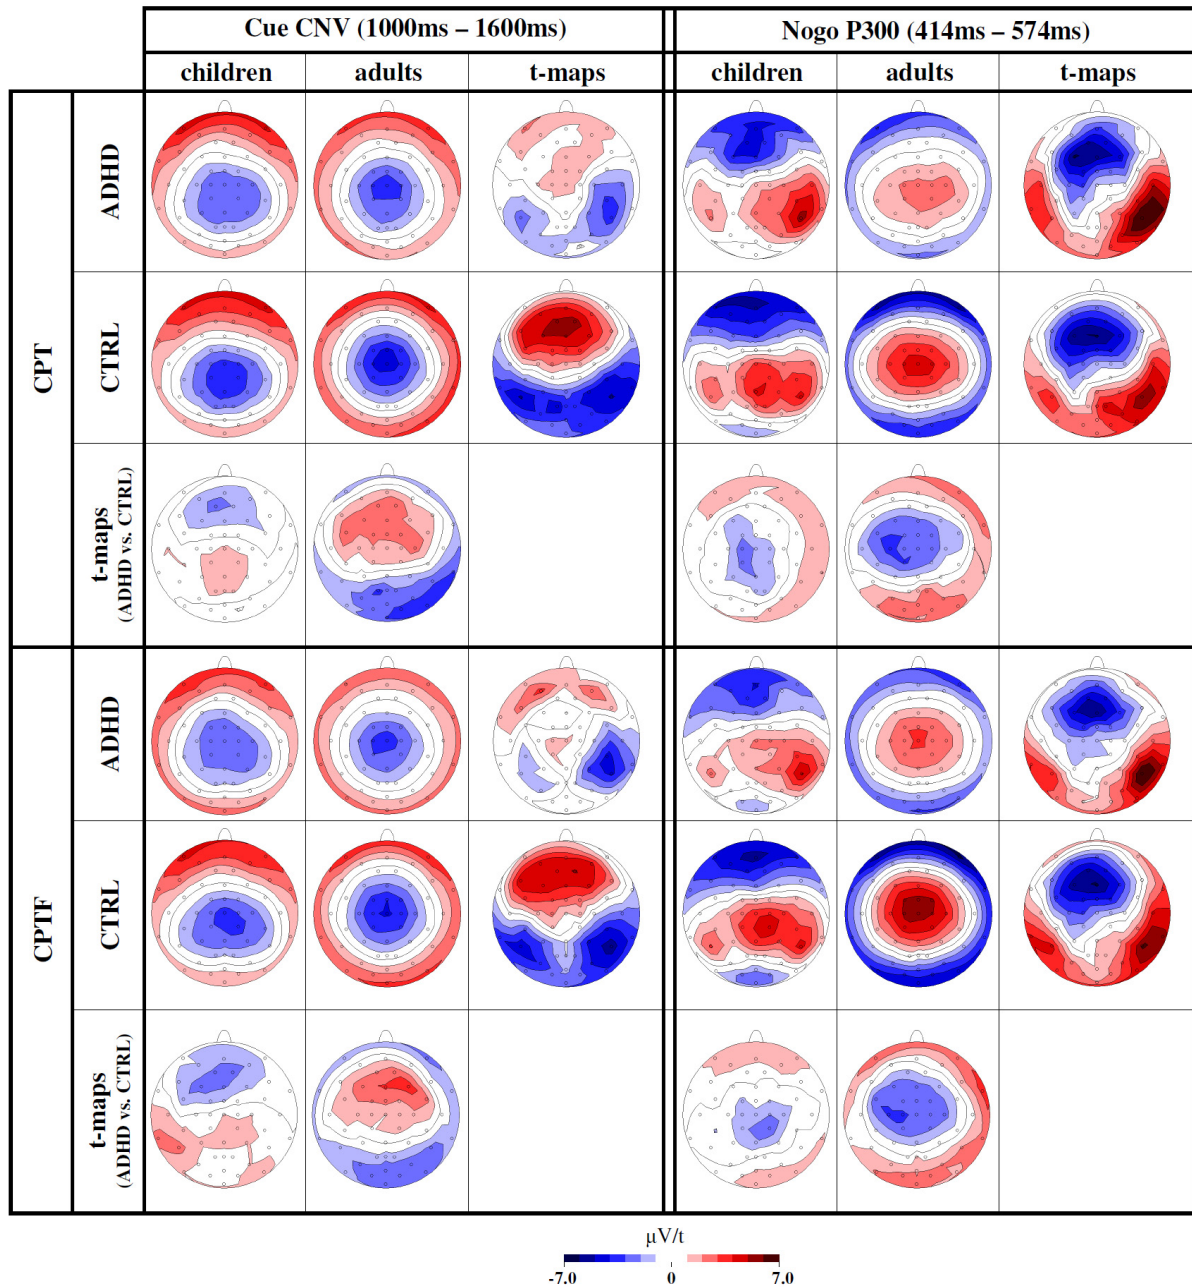 Cue CNV (1000ms – 1600ms)
Nogo P300 (414ms – 574ms)
children
adults
t-maps
children
adults
t-maps
CPT
ADHD
CTRL
t-maps
(ADHD vs. CTRL)
CPTF
ADHD
CTRL
t-maps
(ADHD vs. CTRL)
µV/t
-7.0
0
7.0